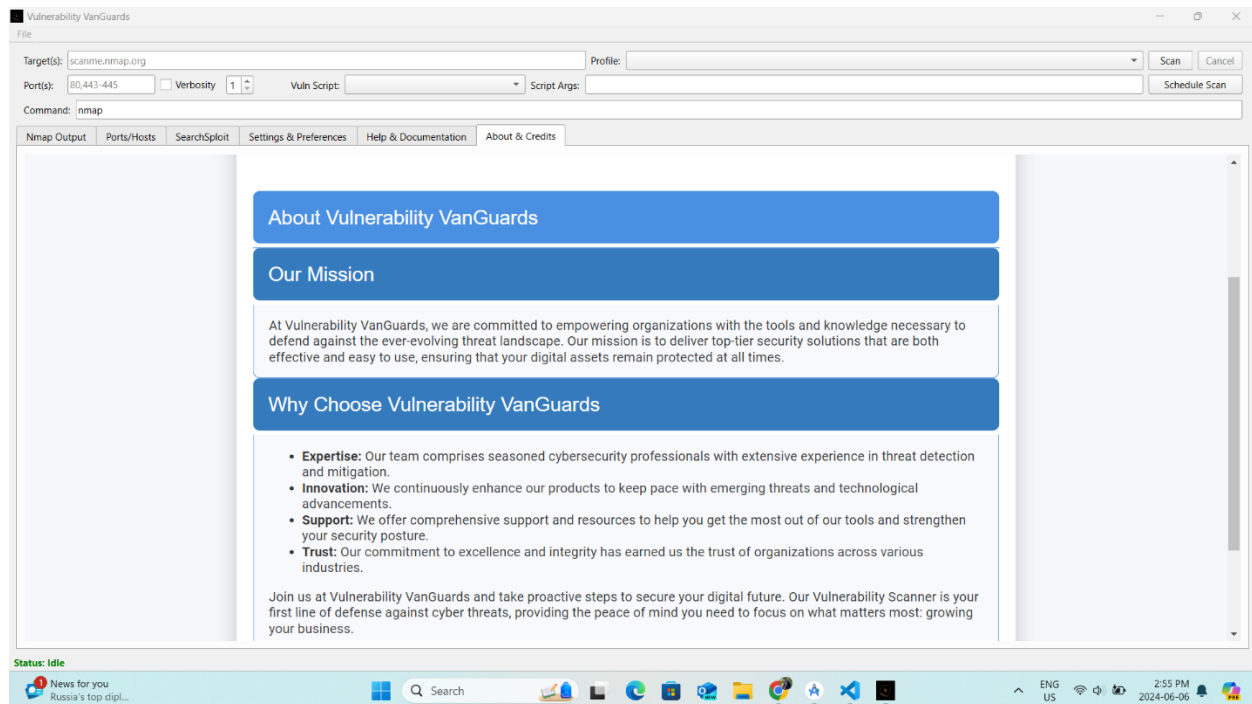 Vulnerability VanGuards
File
Target(s): scanme.nmap.org Profile: Scan Cancel
Port(s): 80,443-445 Verbosity 1 Vuln Script: Script Args: Schedule Scan
Command: nmap
Nmap Output Ports/Hosts SearchSploit Settings & Preferences Help & Documentation About & Credits
About Vulnerability VanGuards
Our Mission
At Vulnerability VanGuards, we are committed to empowering organizations with the tools and knowledge necessary to
defend against the ever-evolving threat landscape. Our mission is to deliver top-tier security solutions that are both
effective and easy to use, ensuring that your digital assets remain protected at all times.
Why Choose Vulnerability VanGuards
• Expertise: Our team comprises seasoned cybersecurity professionals with extensive experience in threat detection
and mitigation.
• Innovation: We continuously enhance our products to keep pace with emerging threats and technological
advancements.
• Support: We offer comprehensive support and resources to help you get the most out of our tools and strengthen
your security posture.
• Trust: Our commitment to excellence and integrity has earned us the trust of organizations across various
industries.
Join us at Vulnerability VanGuards and take proactive steps to secure your digital future. Our Vulnerability Scanner is your
first line of defense against cyber threats, providing the peace of mind you need to focus on what matters most: growing
your business.
Status: Idle
1 News for you
Russia's top dipl...
Search
ENG
US
2:55 PM
2024-06-06